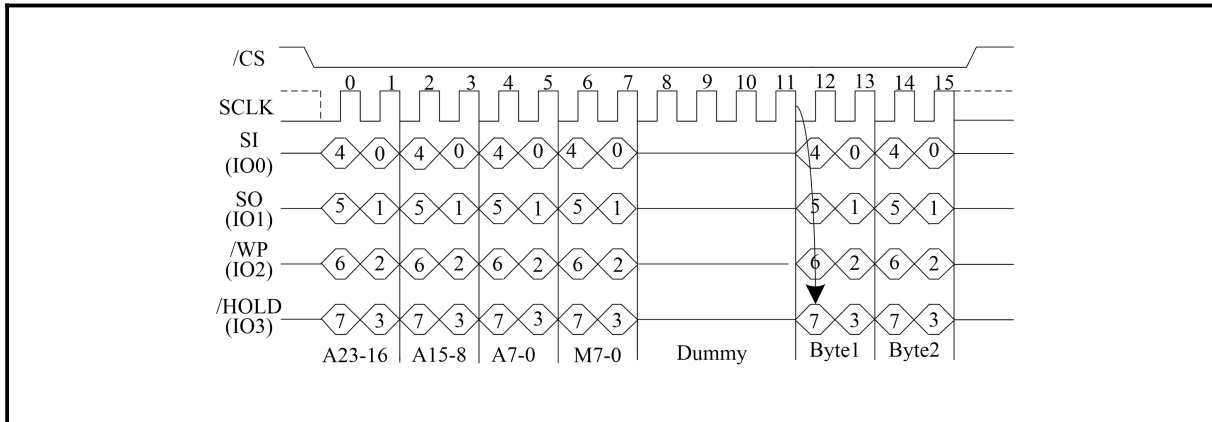 /CS
0 1 2 3 4 5 6 7 8 9 10 11 12 13 14 15
SCLK
SI
(IO0)
4 0 4 0 4 0 4 0 4 0 4 0
SO
(IO1)
5 1 5 1 5 1 5 1 5 1 5 1
/WP
(IO2)
6 2 6 2 6 2 6 2 6 2 6 2
/HOLD
(IO3)
7 3 7 3 7 3 7 3 7 3 7 3
A23-16 A15-8 A7-0 M7-0 Dummy Byte1 Byte2